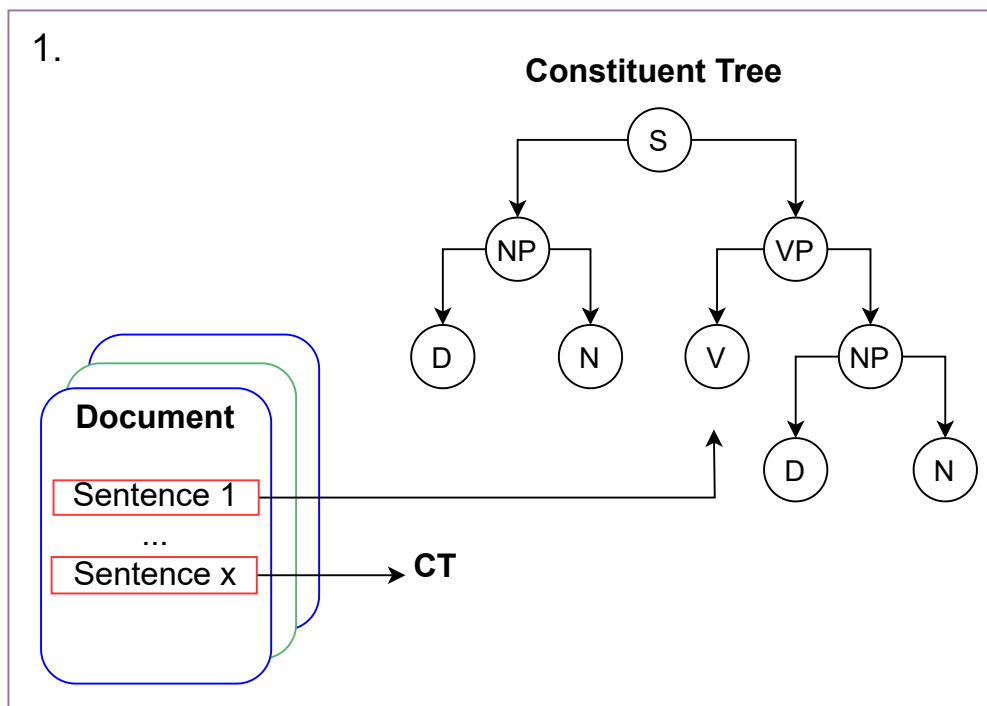 1.
Constituent Tree
S
NP
VP
D
N
V
NP
D
N
Document
Sentence 1
...
Sentence x
CT